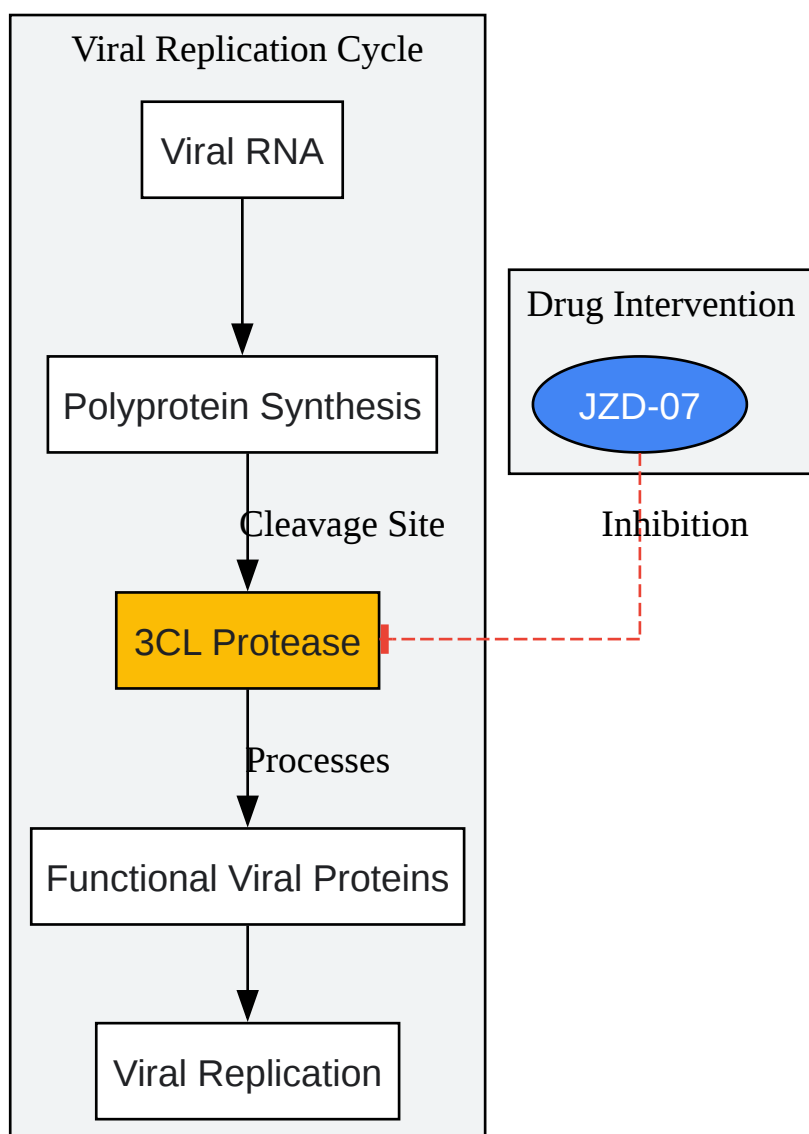 Viral Replication Cycle
Viral RNA
Drug Intervention
Polyprotein Synthesis
JZD-07
Cleavage Site
Inhibition
3CL Protease
Processes
Functional Viral Proteins
Viral Replication